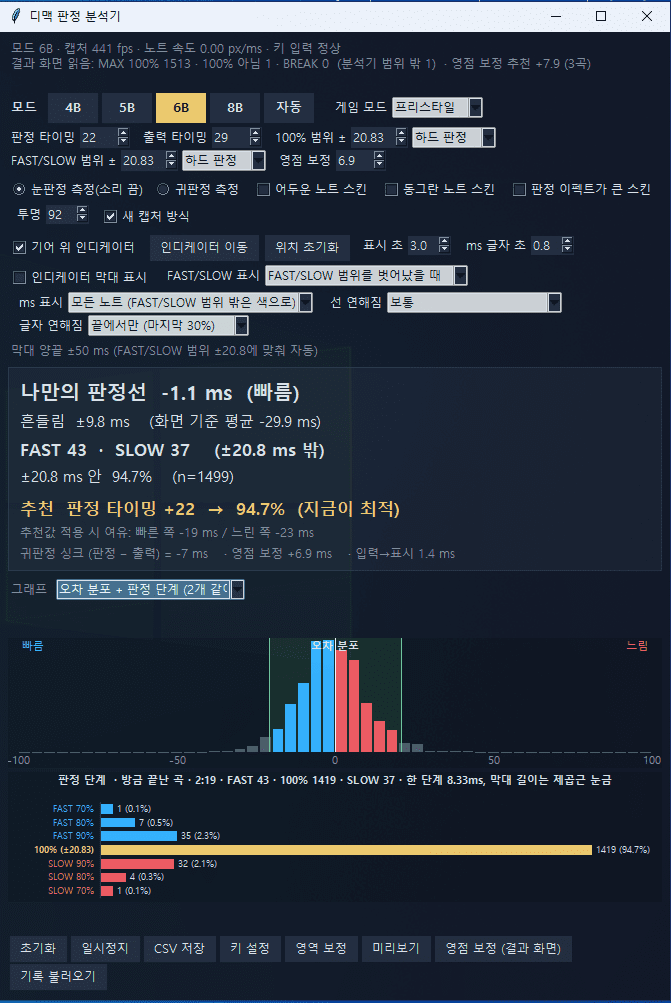 디맥 판정 분석기
모드 6B · 캡처 441 fps · 노트 속도 0.00 px/ms · 키 입력 정상
결과 화면 읽음: MAX 100% 1513 · 100% 아님 1 · BREAK 0 (분석기 범위 밖 1) · 영점 보정 추천 +7.9 (3곡)
모드 4B 5B 6B 8B 자동 게임 모드 프리스타일
판정 타이밍 22 출력 타이밍 29 100% 범위 ± 20.83 하드 판정
FAST/SLOW 범위 ± 20.83 하드 판정 영점 보정 6.9
눈판정 측정(소리 끔) 귀판정 측정 어두운 노트 스킨 동그란 노트 스킨 판정 이펙트가 큰 스킨
투명 92 새 캡처 방식
기어 위 인디케이터 인디케이터 이동 위치 초기화 표시 초 3.0 ms 글자 초 0.8
인디케이터 막대 표시 FAST/SLOW 표시 FAST/SLOW 범위를 벗어났을 때
ms 표시 모든 노트 (FAST/SLOW 범위 밖은 색으로) 선 연해짐 보통
글자 연해짐 끝에서만 (마지막 30%)
막대 양끝 ±50 ms (FAST/SLOW 범위 ±20.8에 맞춰 자동)
나만의 판정선 -1.1 ms (빠름)
흔들림 ±9.8 ms (화면 기준 평균 -29.9 ms)
FAST 43 · SLOW 37 (±20.8 ms 밖)
±20.8 ms 안 94.7% (n=1499)
추천 판정 타이밍 +22 → 94.7% (지금이 최적)
추천값 적용 시 여유: 빠른 쪽 -19 ms / 느린 쪽 -23 ms
귀판정 싱크 (판정 − 출력) = -7 ms · 영점 보정 +6.9 ms · 입력→표시 1.4 ms
그래프 오차 분포 + 판정 단계 (2개 같이
빠름 오차 분포 느림
-100 -50 0 50 100
판정 단계 · 방금 끝난 곡 · 2:19 · FAST 43 · 100% 1419 · SLOW 37 · 한 단계 8.33ms, 막대 길이는 제곱근 눈금
FAST 70% 1 (0.1%)
FAST 80% 7 (0.5%)
FAST 90% 35 (2.3%)
100% (±20.83) 1419 (94.7%)
SLOW 90% 32 (2.1%)
SLOW 80% 4 (0.3%)
SLOW 70% 1 (0.1%)
초기화 일시정지 CSV 저장 키 설정 영역 보정 미리보기 영점 보정 (결과 화면)
기록 불러오기